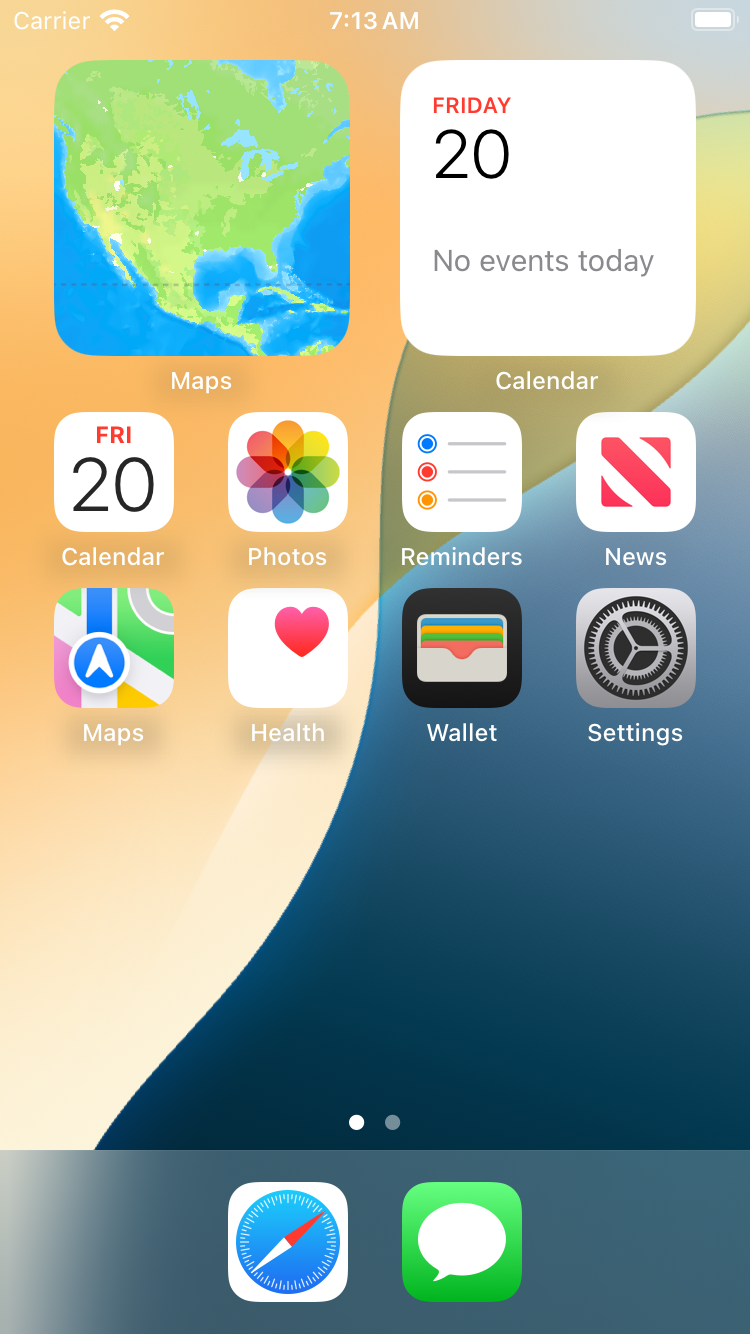 Carrier 7:13 AM
FRIDAY
20
No events today
Maps Calendar
FRI
20
Calendar Photos Reminders News
Maps Health Wallet Settings